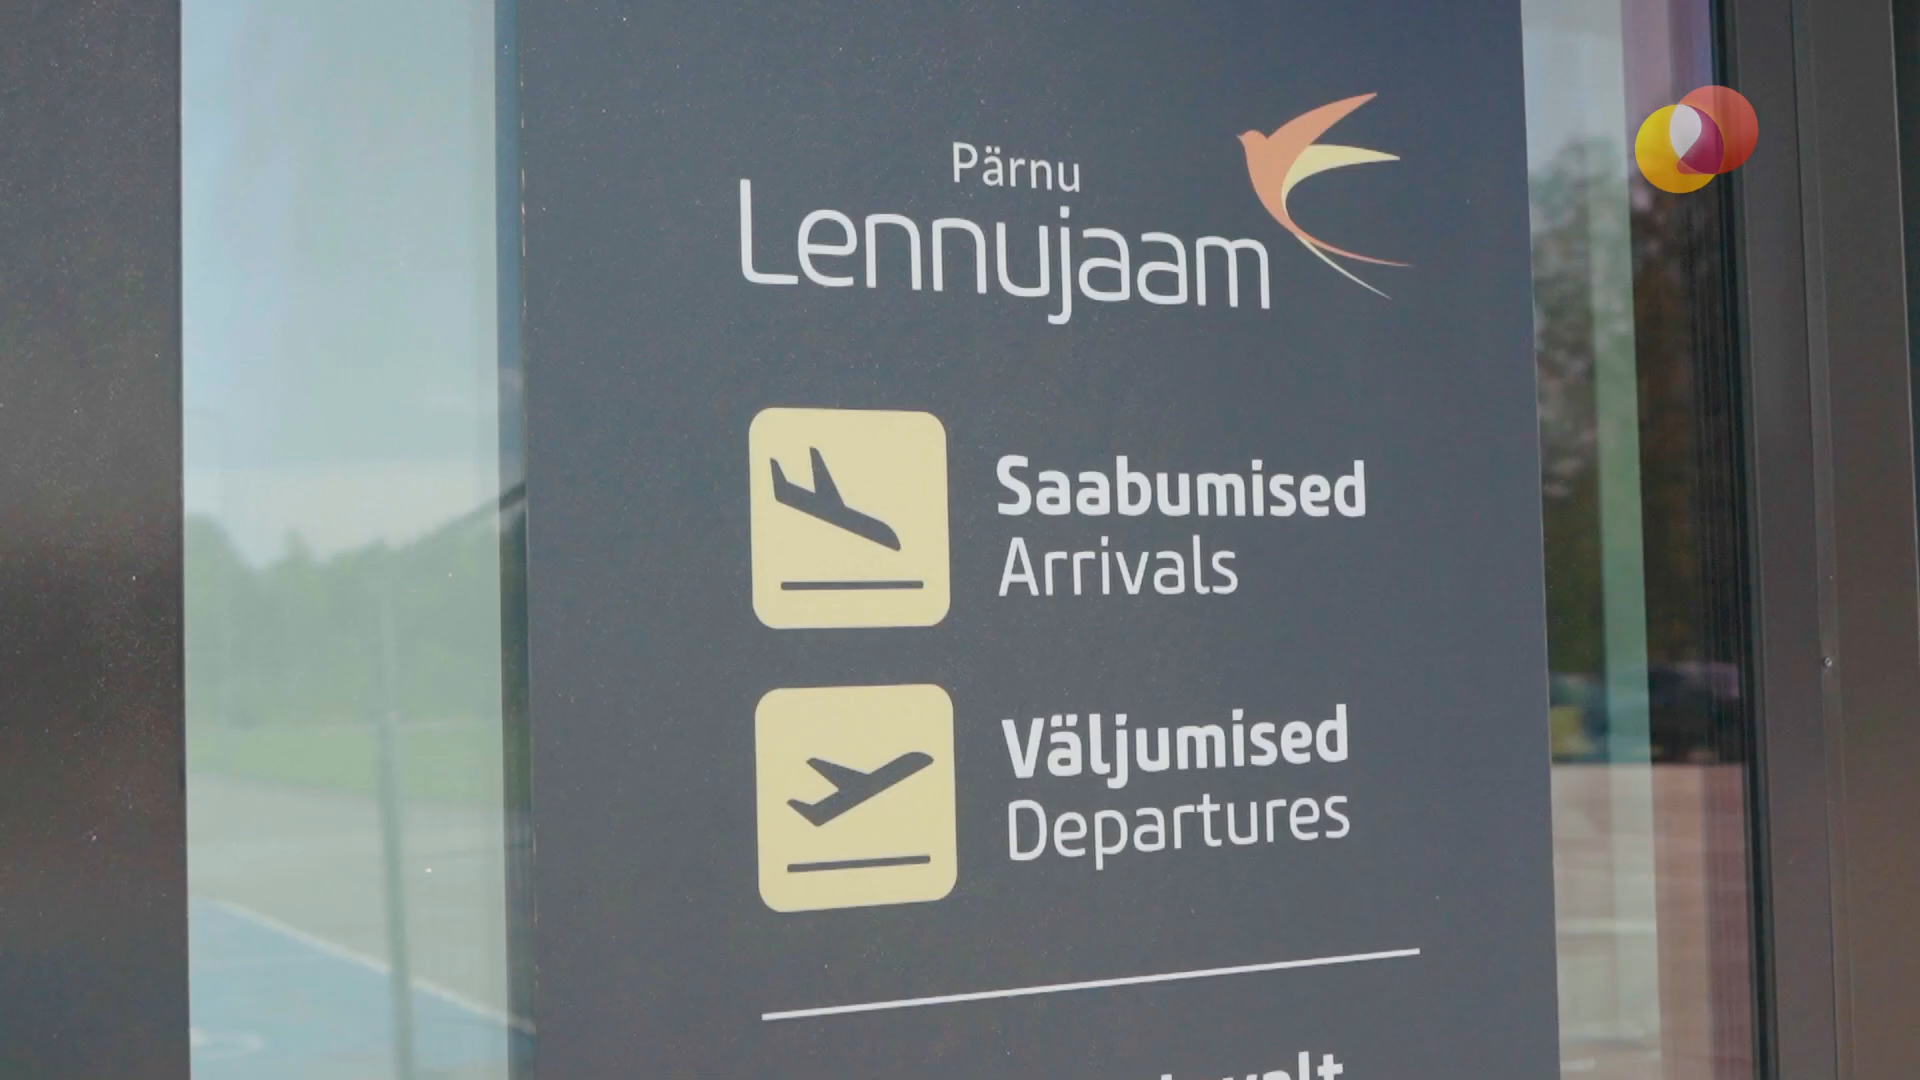 Pärnu
Lennujaam
Saabumised
Arrivals
Väljumised
Departures